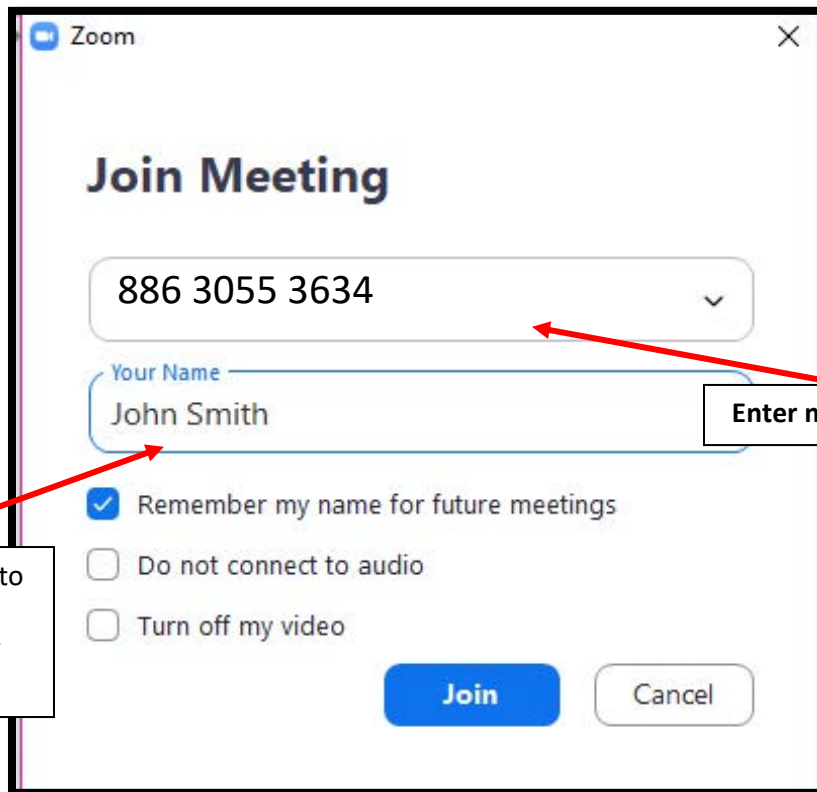 Zoom
Join Meeting
886 3055 3634
Your Name
John Smith
Enter
Remember my name for future meetings
to
Do not connect to audio
Turn off my video
Join
Cancel